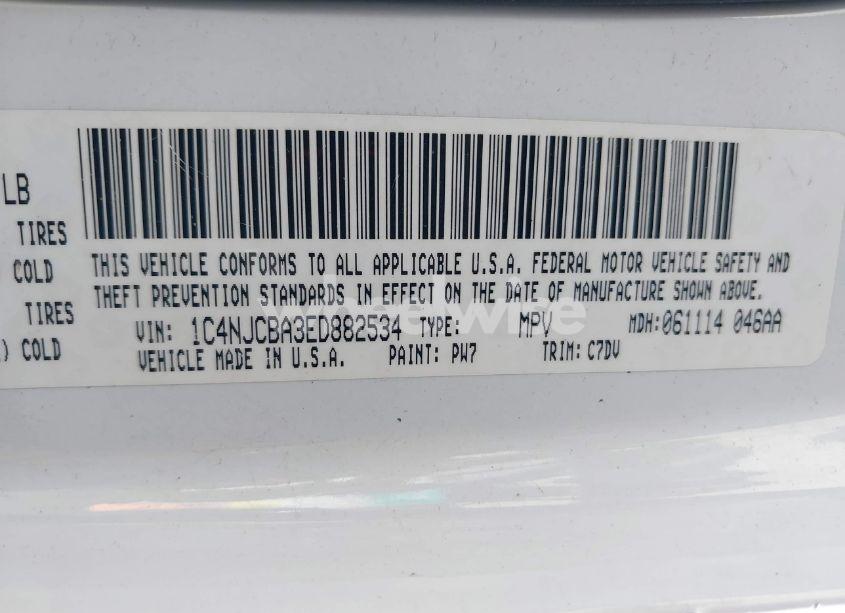 LB
TIRES
COLD
TIRES
) COLD
THIS VEHICLE CONFORMS TO ALL APPLICABLE U.S.A. FEDERAL MOTOR VEHICLE SAFETY AND
THEFT PREVENTION STANDARDS IN EFFECT ON THE DATE OF MANUFACTURE SHOWN ABOVE.
VIN: 1C4NJCBA3ED882534 TYPE: MPV MDH:061114 046AA
VEHICLE MADE IN U.S.A. PAINT: PW7 TRIM: C7DV
wheelwire